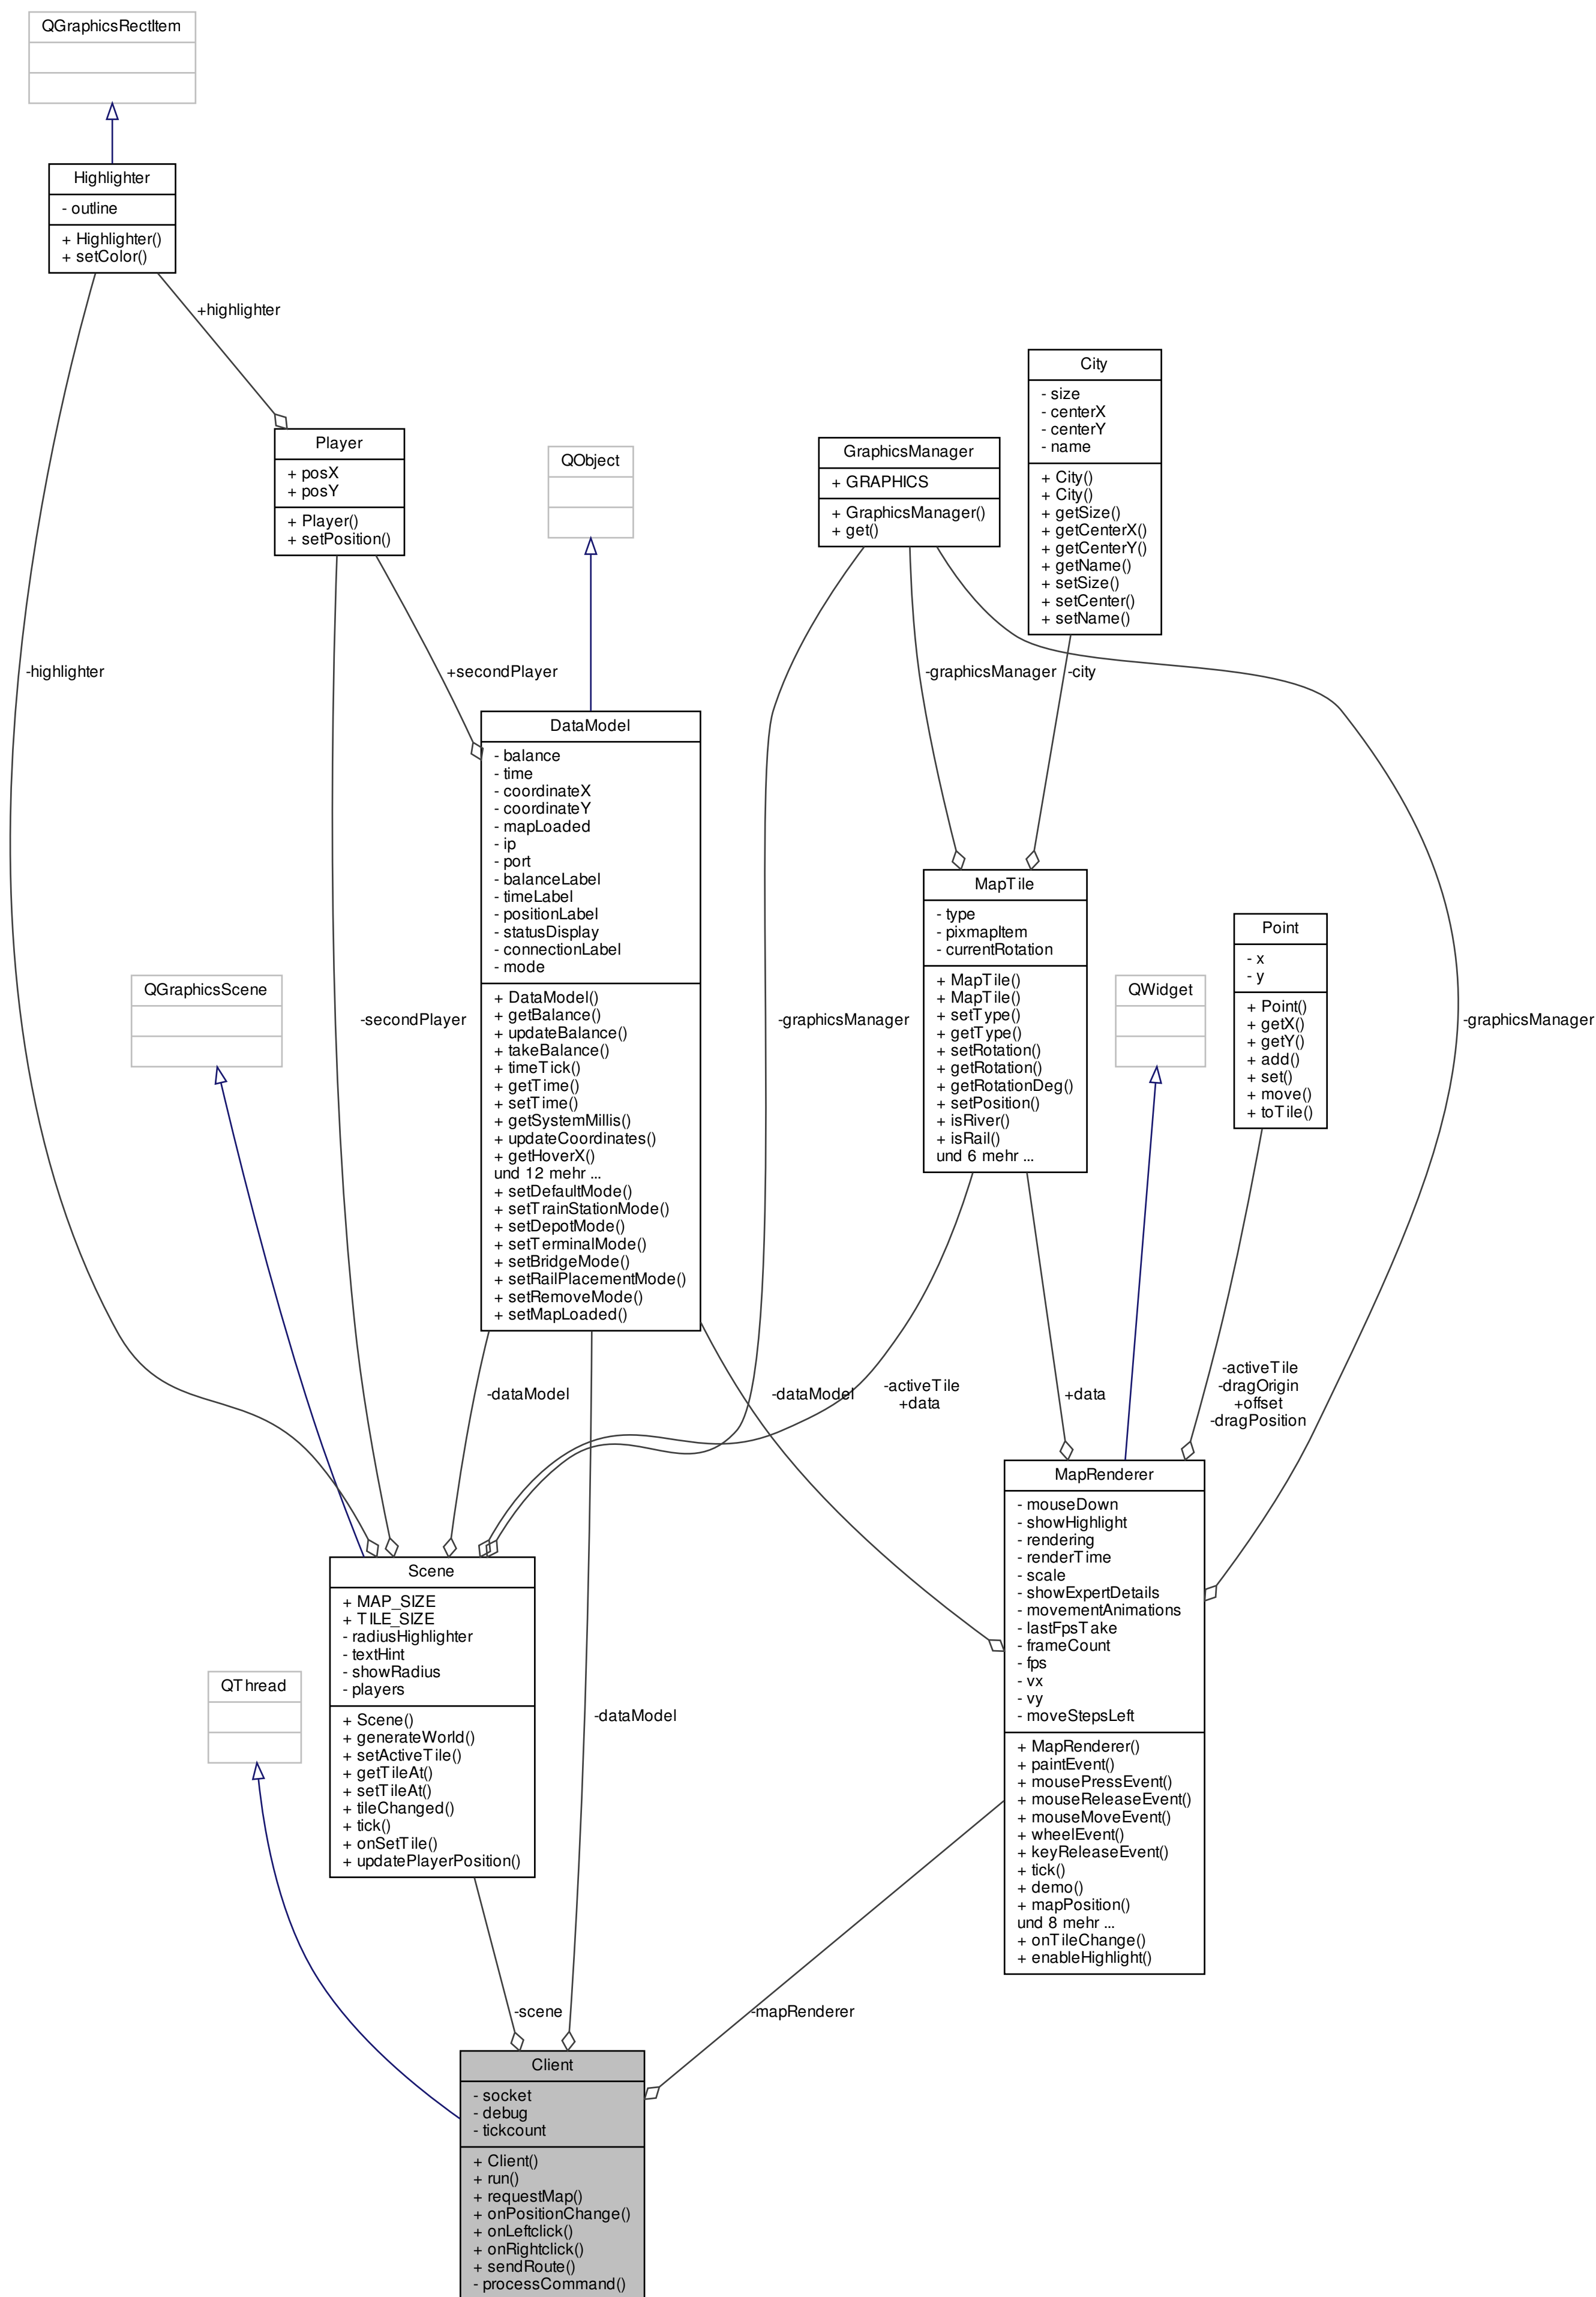 QGraphicsRectItem
Highlighter
- outline
+ Highlighter()
+ setColor()
+highlighter
City
- size
- centerX
- centerY
- name
+ City()
+ City()
+ getSize()
+ getCenterX()
+ getCenterY()
+ getName()
+ setSize()
+ setCenter()
+ setName()
Player
+ posX
+ posY
+ Player()
+ setPosition()
QObject
GraphicsManager
+ GRAPHICS
+ GraphicsManager()
+ get()
-highlighter
+secondPlayer
-graphicsManager
-city
DataModel
- balance
- time
- coordinateX
- coordinateY
- mapLoaded
- ip
- port
- balanceLabel
- timeLabel
- positionLabel
- statusDisplay
- connectionLabel
- mode
+ DataModel()
+ getBalance()
+ updateBalance()
+ takeBalance()
+ timeTick()
+ getTime()
+ setTime()
+ getSystemMillis()
+ updateCoordinates()
+ getHoverX()
und 12 mehr ...
+ setDefaultMode()
+ setTrainStationMode()
+ setDepotMode()
+ setTerminalMode()
+ setBridgeMode()
+ setRailPlacementMode()
+ setRemoveMode()
+ setMapLoaded()
MapTile
- type
- pixmapItem
- currentRotation
+ MapTile()
+ MapTile()
+ setType()
+ getType()
+ setRotation()
+ getRotation()
+ getRotationDeg()
+ setPosition()
+ isRiver()
+ isRail()
und 6 mehr ...
Point
- x
- y
+ Point()
+ getX()
+ getY()
+ add()
+ set()
+ move()
+ toTile()
QGraphicsScene
QWidget
-secondPlayer
-graphicsManager
-graphicsManager
-dataModel
-dataModel
-activeTile
+data
+data
-activeTile
-dragOrigin
+offset
-dragPosition
MapRenderer
- mouseDown
- showHighlight
- rendering
- renderTime
- scale
- showExpertDetails
- movementAnimations
- lastFpsTake
- frameCount
- fps
- vx
- vy
- moveStepsLeft
+ MapRenderer()
+ paintEvent()
+ mousePressEvent()
+ mouseReleaseEvent()
+ mouseMoveEvent()
+ wheelEvent()
+ keyReleaseEvent()
+ tick()
+ demo()
+ mapPosition()
und 8 mehr ...
+ onTileChange()
+ enableHighlight()
Scene
+ MAP_SIZE
+ TILE_SIZE
- radiusHighlighter
- textHint
- showRadius
- players
+ Scene()
+ generateWorld()
+ setActiveTile()
+ getTileAt()
+ setTileAt()
+ tileChanged()
+ tick()
+ onSetTile()
+ updatePlayerPosition()
QThread
-dataModel
-scene
-mapRenderer
Client
- socket
- debug
- tickcount
+ Client()
+ run()
+ requestMap()
+ onPositionChange()
+ onLeftclick()
+ onRightclick()
+ sendRoute()
- processCommand()